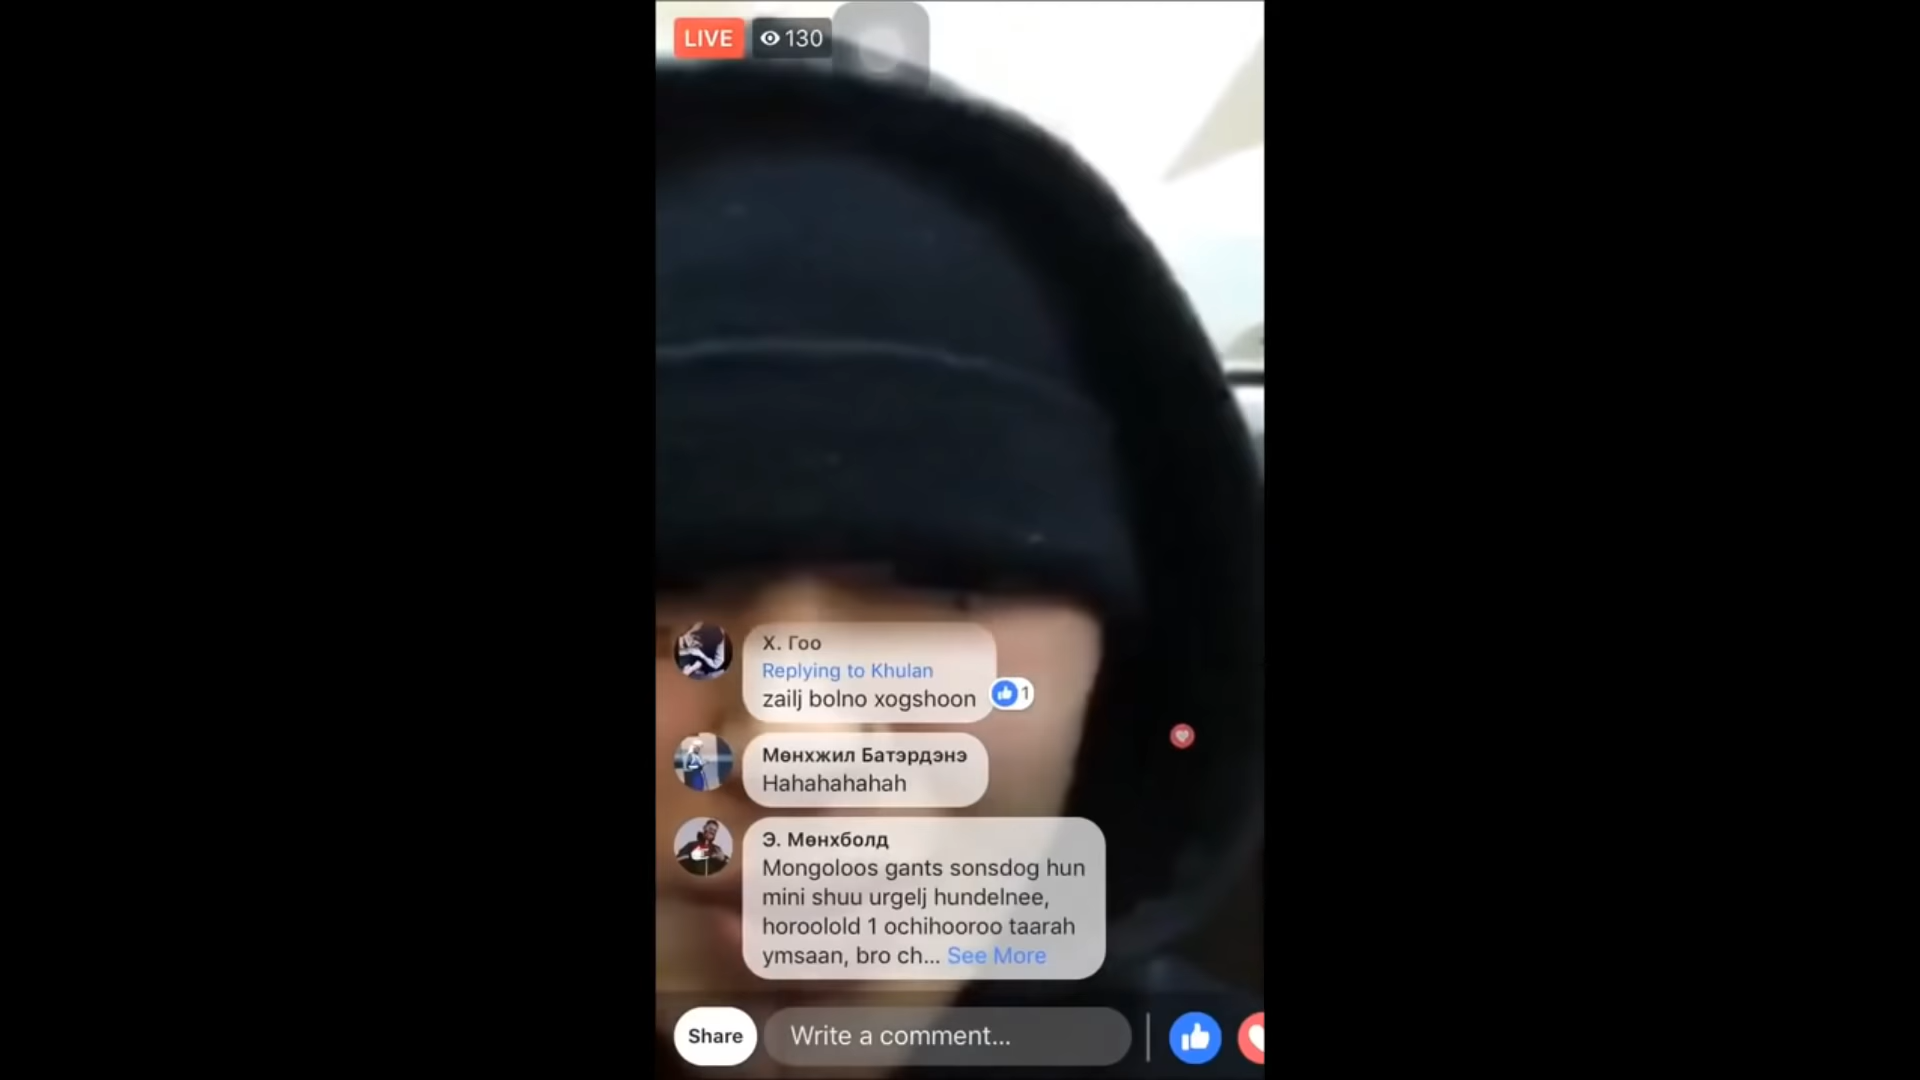 LIVE
130
Х. Гоо
Replying to Khulan
zailj bolno xogshoon
1
Мөнхжил Батэрдэнэ
Hahahahahah
Э. Мөнхболд
Mongoloos gants sonsdog hun
mini shuu urgelj hundelnee,
horoolold 1 ochihooroo taarah
ymsaan, bro ch... See More
Share
Write a comment...